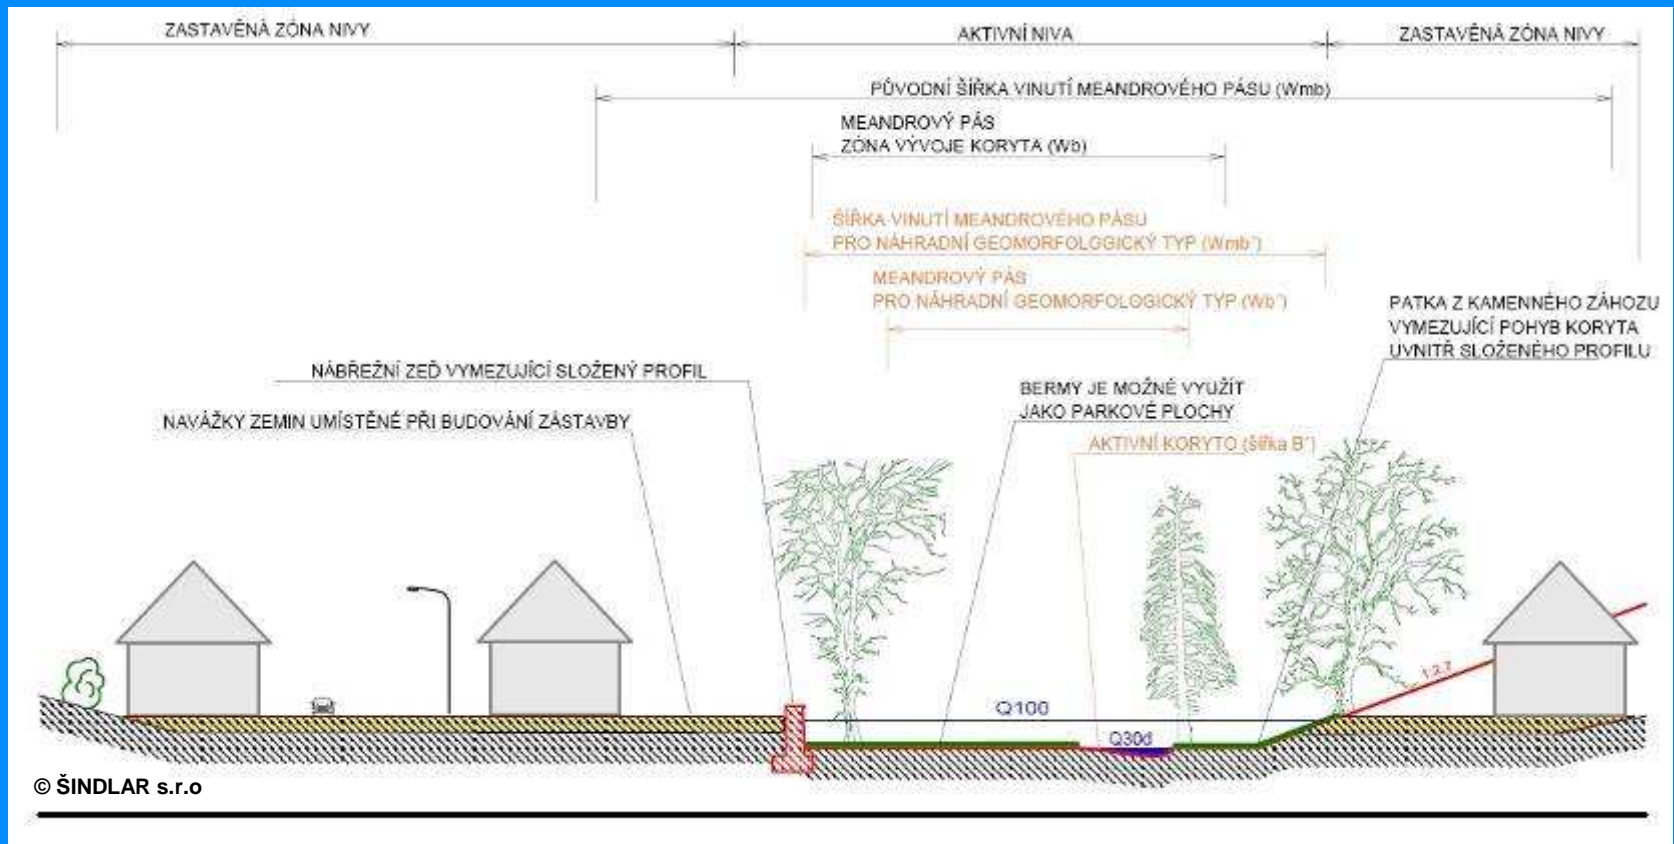 ZASTAVĚNÁ ZÓNA NIVY
AKTIVNÍ NIVA
ZASTAVĚNÁ ZÓNA NIVY
PŮVODNÍ ŠÍŘKA VINUTÍ MEANDROVÉHO PÁSU (Wmb)
MEANDROVÝ PÁS
ZÓNA VÝVOJE KORYTA (Wb)
ŠÍŘKA VINUTÍ MEANDROVÉHO PÁSU
PRO NÁHRADNÍ GEOMORFOLOGICKÝ TYP (Wmb´)
MEANDROVÝ PÁS
PRO NÁHRADNÍ GEOMORFOLOGICKÝ TYP (Wb´)
PATKA Z KAMENNÉHO ZÁHOZU
VYMEZUJÍCÍ POHYB KORYTA
UVNITŘ SLOŽENÉHO PROFILU
NÁBŘEŽNÍ ZEĎ VYMEZUJÍCÍ SLOŽENÝ PROFIL
BERMY JE MOŽNÉ VYUŽÍT
JAKO PARKOVÉ PLOCHY
NAVÁŽKY ZEMIN UMÍSTĚNÉ PŘI BUDOVÁNÍ ZÁSTAVBY
AKTIVNÍ KORYTO (šířka B´)
1:2,7
Q100
Q30d
© ŠINDLAR s.r.o